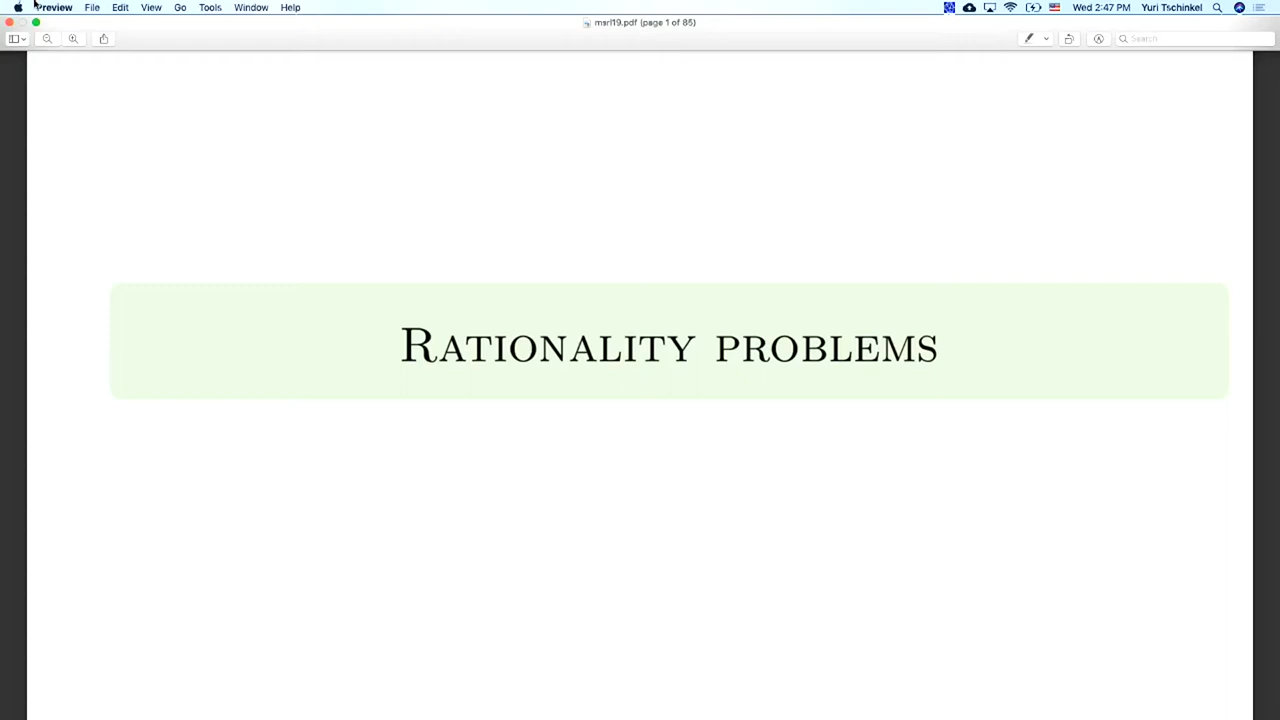 Preview File Edit View Go Tools Window Help Wed 2:47 PM Yuri Tschinkel
msri19.pdf (page 1 of 85)
Search
RATIONALITY PROBLEMS